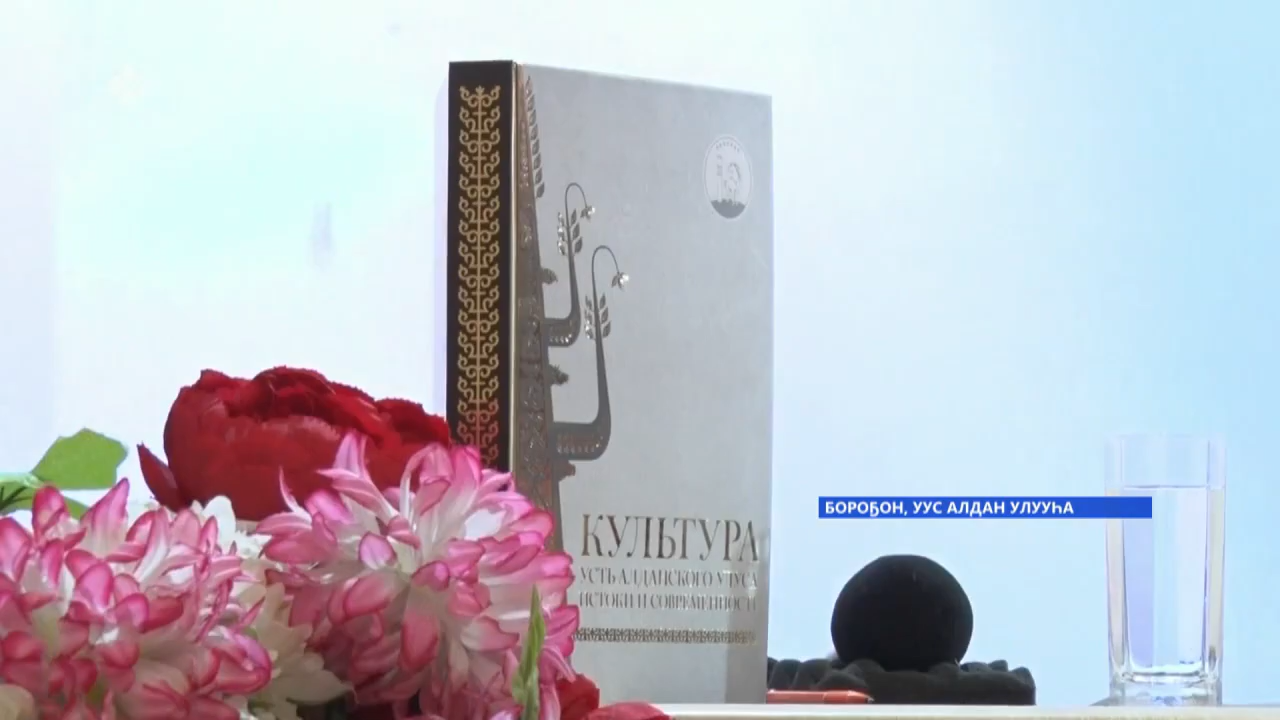 КУЛЬТУРА
УСТЬ АЛДАНСКОГО УЛУСА
ИСТОКИ И СОВРЕМЕННОСТЬ
БОРОҔОН, УУС АЛДАН УЛУУҺА